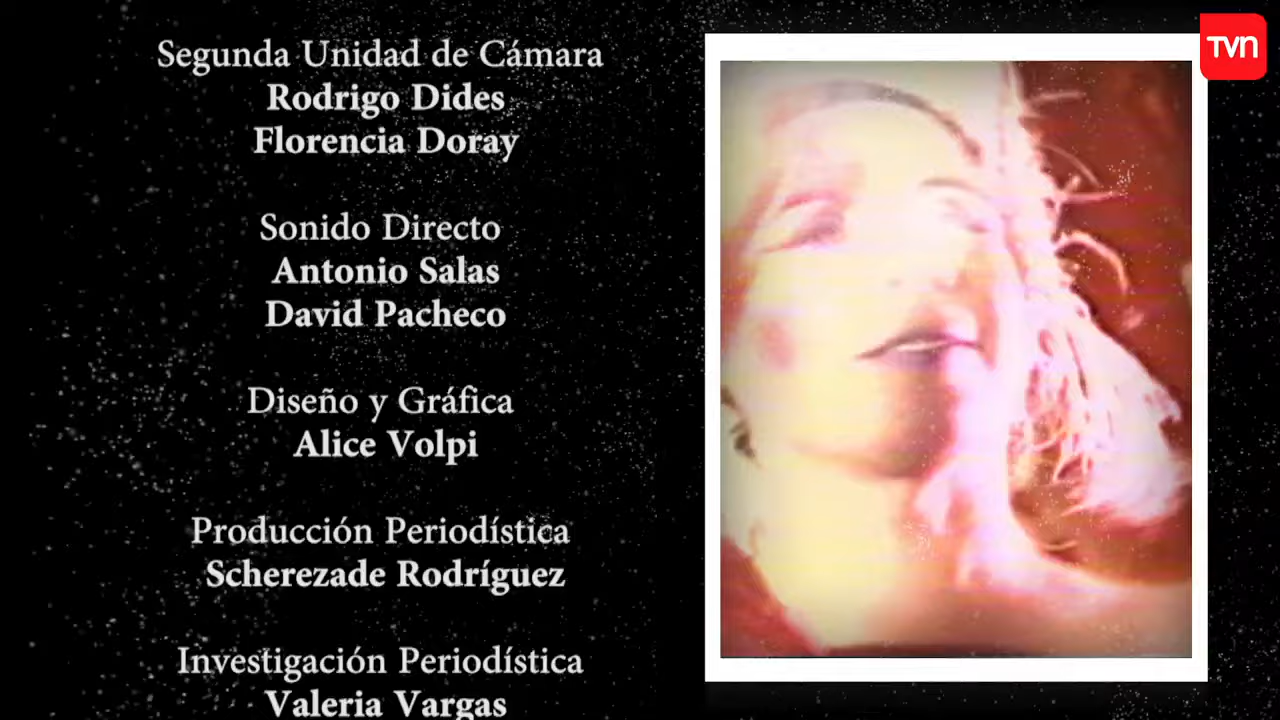 Segunda Unidad de Cámara
Rodrigo Dides
Florencia Doray
Sonido Directo
Antonio Salas
David Pacheco
Diseño y Gráfica
Alice Volpi
Producción Periodística
Scherezade Rodríguez
Investigación Periodística
Valeria Vargas
TVN